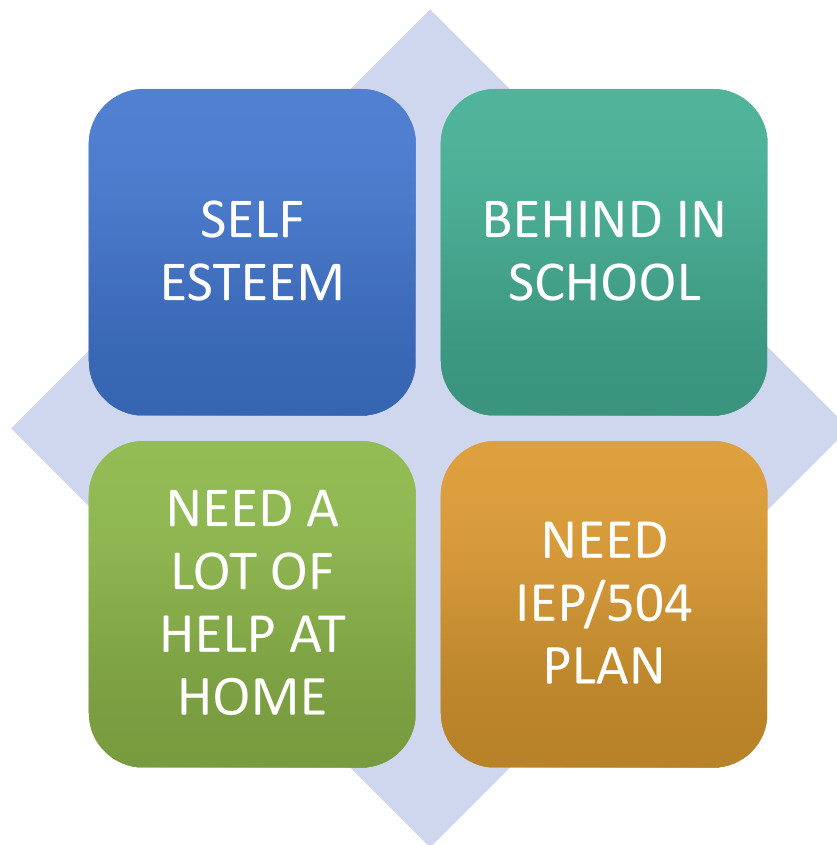 SELF
ESTEEM
BEHIND IN
SCHOOL
NEED A
LOT OF
HELP AT
HOME
NEED
IEP/504
PLAN